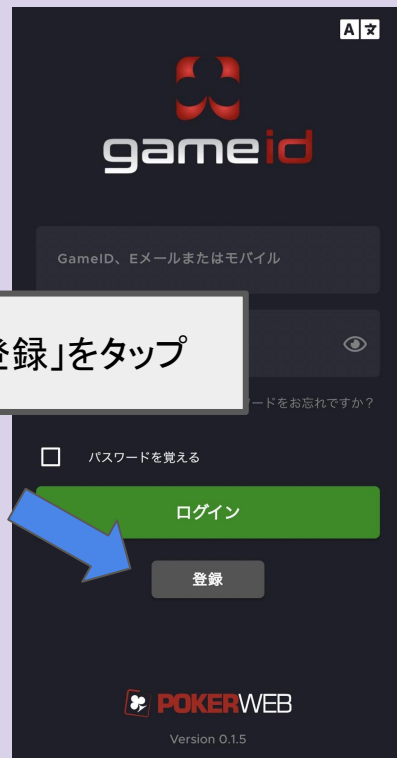 A 文
gameid
GameID、Eメールまたはモバイル
登録」をタップ
ードをお忘れですか？
パスワードを覚える
ログイン
登録
POKERWEB
Version 0.1.5